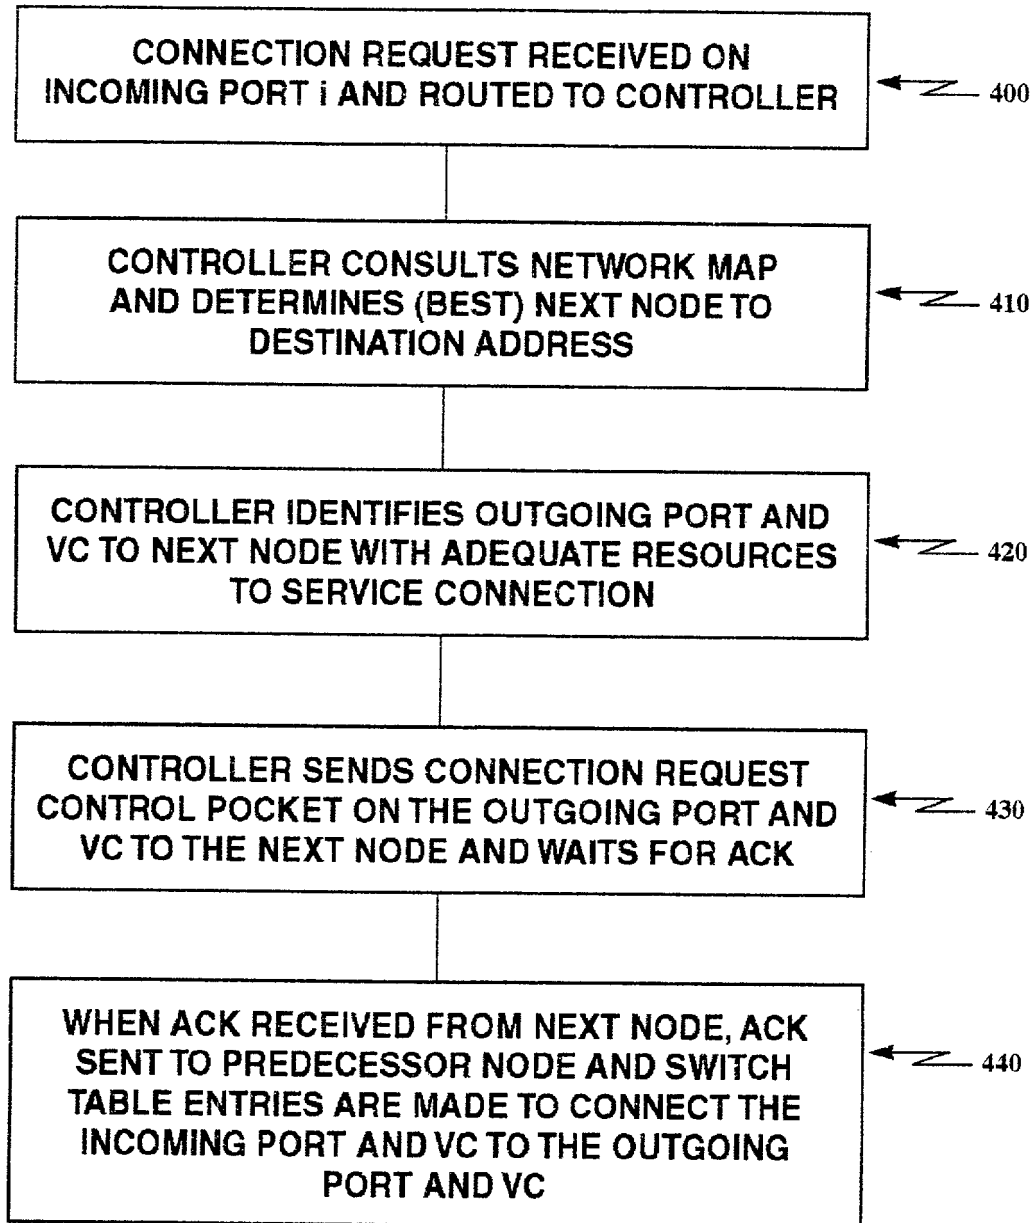 CONNECTION REQUEST RECEIVED ON
INCOMING PORT i AND ROUTED TO CONTROLLER
400
CONTROLLER CONSULTS NETWORK MAP
AND DETERMINES (BEST) NEXT NODE TO
DESTINATION ADDRESS
410
CONTROLLER IDENTIFIES OUTGOING PORT AND
VC TO NEXT NODE WITH ADEQUATE RESOURCES
TO SERVICE CONNECTION
420
CONTROLLER SENDS CONNECTION REQUEST
CONTROL POCKET ON THE OUTGOING PORT AND
VC TO THE NEXT NODE AND WAITS FOR ACK
430
WHEN ACK RECEIVED FROM NEXT NODE, ACK
SENT TO PREDECESSOR NODE AND SWITCH
TABLE ENTRIES ARE MADE TO CONNECT THE
INCOMING PORT AND VC TO THE OUTGOING
PORT AND VC
440